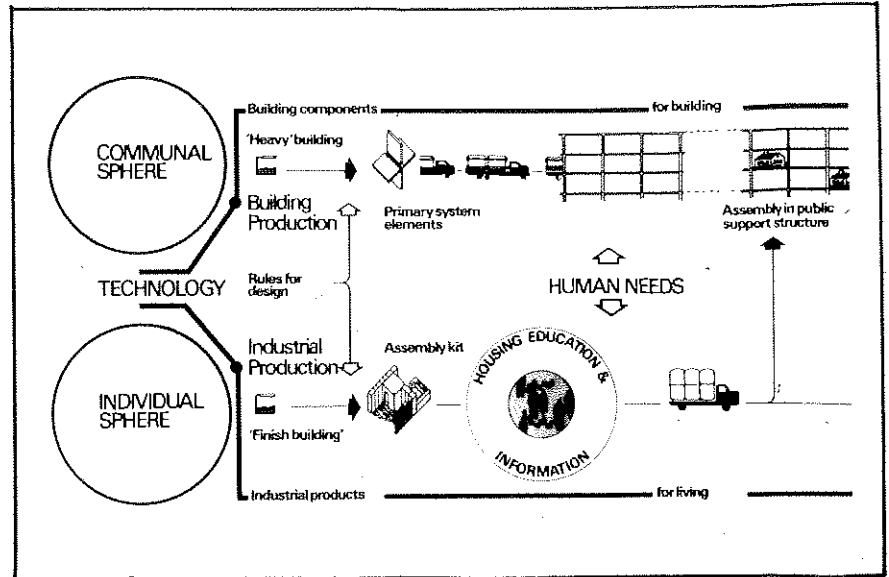 Building components
for building
'Heavy' building
COMMUNAL
SPHERE
Building
Production
Primary system
elements
Assembly in public
support structure
TECHNOLOGY
Rules for
design
HUMAN NEEDS
Industrial
Production
Assembly kit
HOUSING EDUCATION &
INFORMATION
INDIVIDUAL
SPHERE
'Finish building'
Industrial products
for living